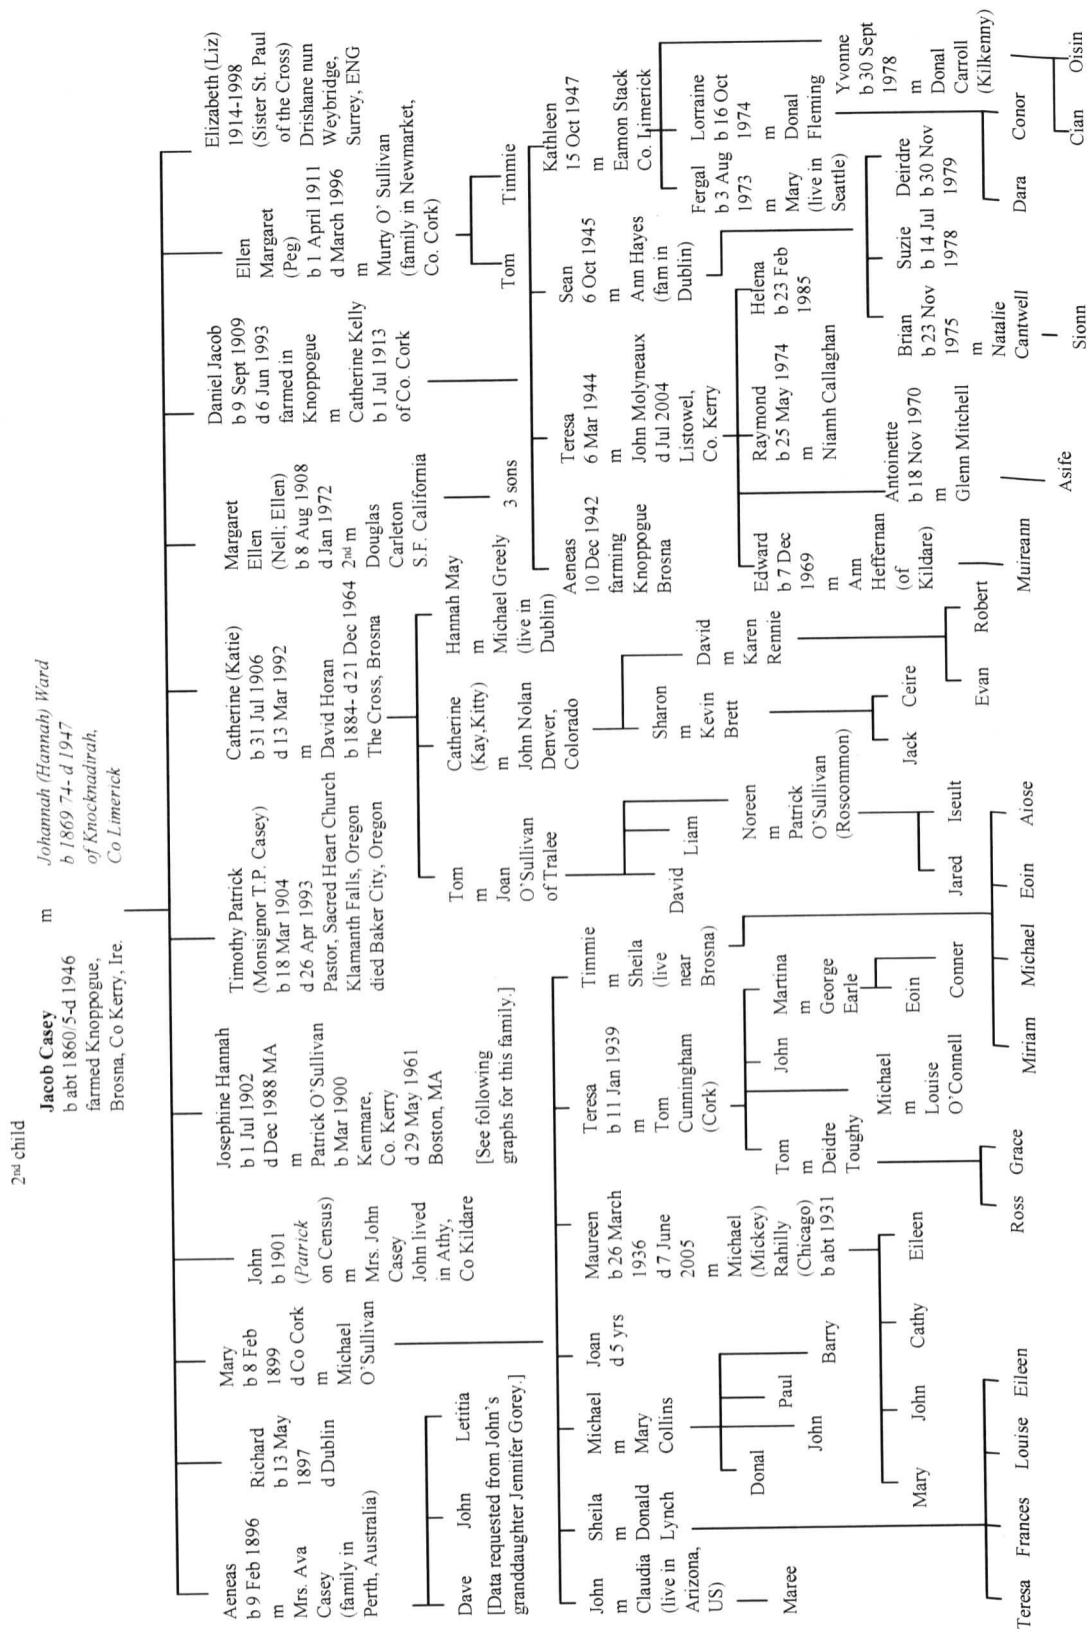 2nd child
Jacob Casey
b abt 1860/5-d 1946
farmed Knoppogue,
Brosna, Co Kerry, Ire.
m
Johannah (Hannah) Ward
b 1869 74- d 1947
of Knocknadirah,
Co Limerick
Aeneas
b 9 Feb 1896
m
Mrs. Ava
Casey
(family in
Perth, Australia)
Richard
b 13 May
1897
d Dublin
Mary
b 8 Feb
1899
d Co Cork
m
Michael
O'Sullivan
John
b 1901
(Patrick
on Census)
m
Mrs. John
Casey
John lived
in Athy,
Co Kildare
Josephine Hannah
b 1 Jul 1902
d Dec 1988 MA
m
Patrick O'Sullivan
b Mar 1900
Kenmare,
Co. Kerry
d 29 May 1961
Boston, MA
[See following
graphs for this family.]
Timothy Patrick
(Monsignor T.P. Casey)
b 18 Mar 1904
d 26 Apr 1993
Pastor, Sacred Heart Church
Klamanth Falls, Oregon
died Baker City, Oregon
Catherine (Katie)
b 31 Jul 1906
d 13 Mar 1992
m
David Horan
b 1884- d 21 Dec 1964
The Cross, Brosna
Margaret
Ellen
(Nell; Ellen)
b 8 Aug 1908
d Jan 1972
2nd m
Douglas
Carleton
S.F. California
3 sons
Daniel Jacob
b 9 Sept 1909
d 6 Jun 1993
farmed in
Knoppogue
m
Catherine Kelly
b 1 Jul 1913
of Co. Cork
Ellen
Margaret
(Peg)
b 1 April 1911
d March 1996
m
Murty O' Sullivan
(family in Newmarket,
Co. Cork)
Tom Timmie
Elizabeth (Liz)
1914-1998
(Sister St. Paul
of the Cross)
Drishane nun
Weybridge,
Surrey, ENG
Dave John Letitia
[Data requested from John's
granddaughter Jennifer Gorey.]
John
m
Claudia
(live in
Arizona,
US)
Maree
Sheila
m
Donald
Lynch
Teresa Frances Louise Eileen
Michael
m
Mary
Collins
Donal
John
Paul
Barry
Joan
d 5 yrs
Maureen
b 26 March
1936
d 7 June
2005
m
Michael
(Mickey)
Rahilly
(Chicago)
b abt 1931
Mary John Cathy Eileen
Teresa
b 11 Jan 1939
m
Tom
Cunningham
(Cork)
Tom
m
Deidre
Toughy
Ross Grace
Michael
m
Louise
O'Connell
John
Martina
m
George
Earle
Eoin
Conner
Timmie
m
Sheila
(live
near
Brosna)
Miriam Michael Eoin Aiose
Tom
m
Joan
O'Sullivan
of Tralee
David
Liam
Noreen
m
Patrick
O'Sullivan
(Roscommon)
Jared Iseult
Catherine
(Kay,Kitty)
m
John Nolan
Denver,
Colorado
Sharon
m
Kevin
Brett
Jack Ceire
David
m
Karen
Rennie
Evan Robert
Hannah May
m
Michael Greely
(live in
Dublin)
Aeneas
10 Dec 1942
farming
Knoppogue
Brosna
Teresa
6 Mar 1944
m
John Molyneaux
d Jul 2004
Listowel,
Co. Kerry
Edward
b 7 Dec
1969
m
Ann
Heffernan
(of
Kildare)
Muireann
Antoinette
b 18 Nov 1970
m
Glenn Mitchell
Asife
Raymond
b 25 May 1974
m
Niamh Callaghan
Helena
b 23 Feb
1985
Sean
6 Oct 1945
m
Ann Hayes
(fam in
Dublin)
Brian
b 23 Nov
1975
m
Natalie
Cantwell
Sionn
Suzie
b 14 Jul
1978
Deirdre
b 30 Nov
1979
Kathleen
15 Oct 1947
m
Eamon Stack
Co. Limerick
Fergal
b 3 Aug
1973
m
Mary
(live in
Seattle)
Lorraine
b 16 Oct
1974
m
Donal
Fleming
Dara Conor
Yvonne
b 30 Sept
1978
m
Donal
Carroll
(Kilkenny)
Cian Oisin